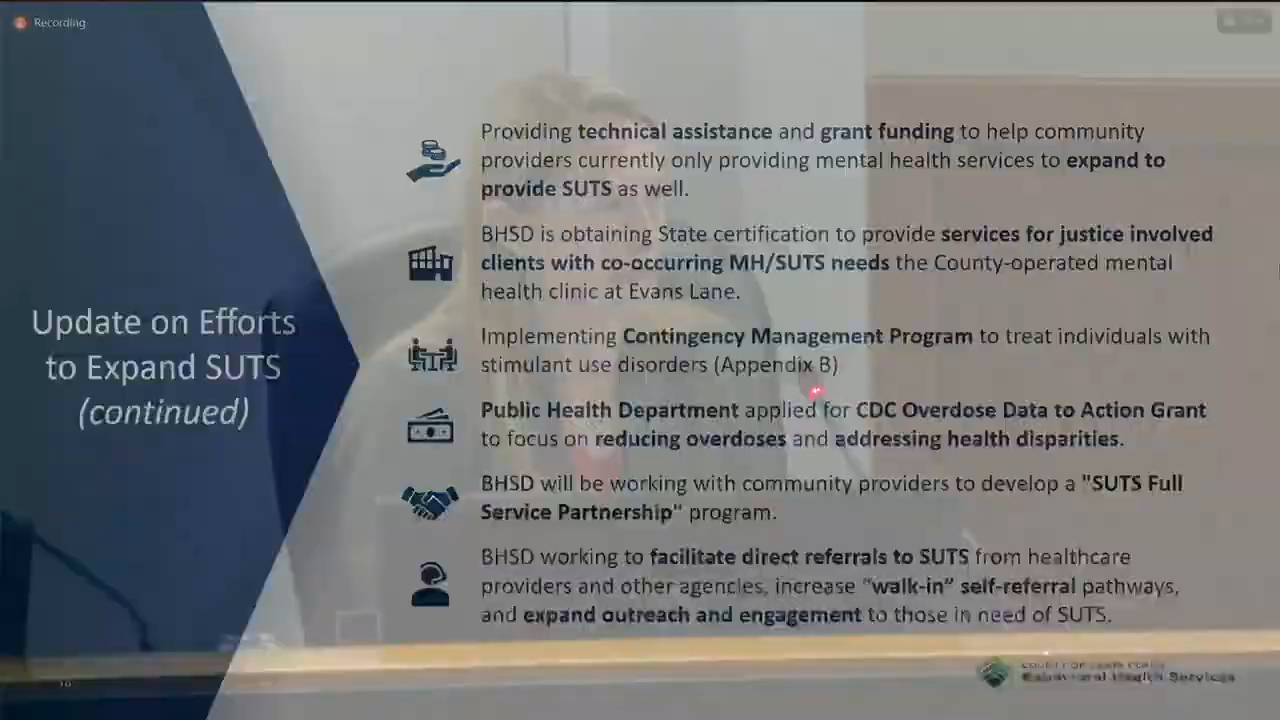 Recording
Update on Efforts
to Expand SUTS
(continued)
Providing technical assistance and grant funding to help community
providers currently only providing mental health services to expand to
provide SUTS as well.
BHSD is obtaining State certification to provide services for justice involved
clients with co-occurring MH/SUTS needs the County-operated mental
health clinic at Evans Lane.
Implementing Contingency Management Program to treat individuals with
stimulant use disorders (Appendix B)
Public Health Department applied for CDC Overdose Data to Action Grant
to focus on reducing overdoses and addressing health disparities.
BHSD will be working with community providers to develop a "SUTS Full
Service Partnership" program.
BHSD working to facilitate direct referrals to SUTS from healthcare
providers and other agencies, increase “walk-in” self-referral pathways,
and expand outreach and engagement to those in need of SUTS.
Behavioral Health Services